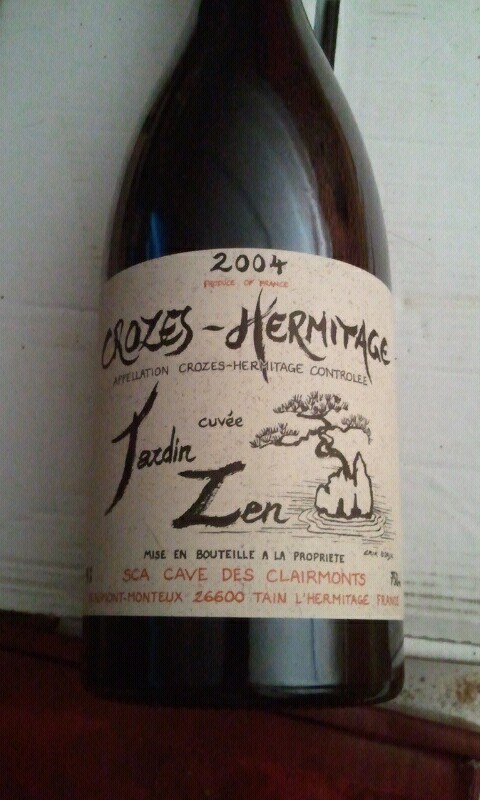 2004
PRODUCE OF FRANCE
CROZES-HERMITAGE
APPELLATION CROZES-HERMITAGE CONTROLEE
cuvée
Jardin
Zen
MISE EN BOUTEILLE A LA PROPRIETE
SCA CAVE DES CLAIRMONTS
26600 TAIN L'HERMITAGE FRANCE